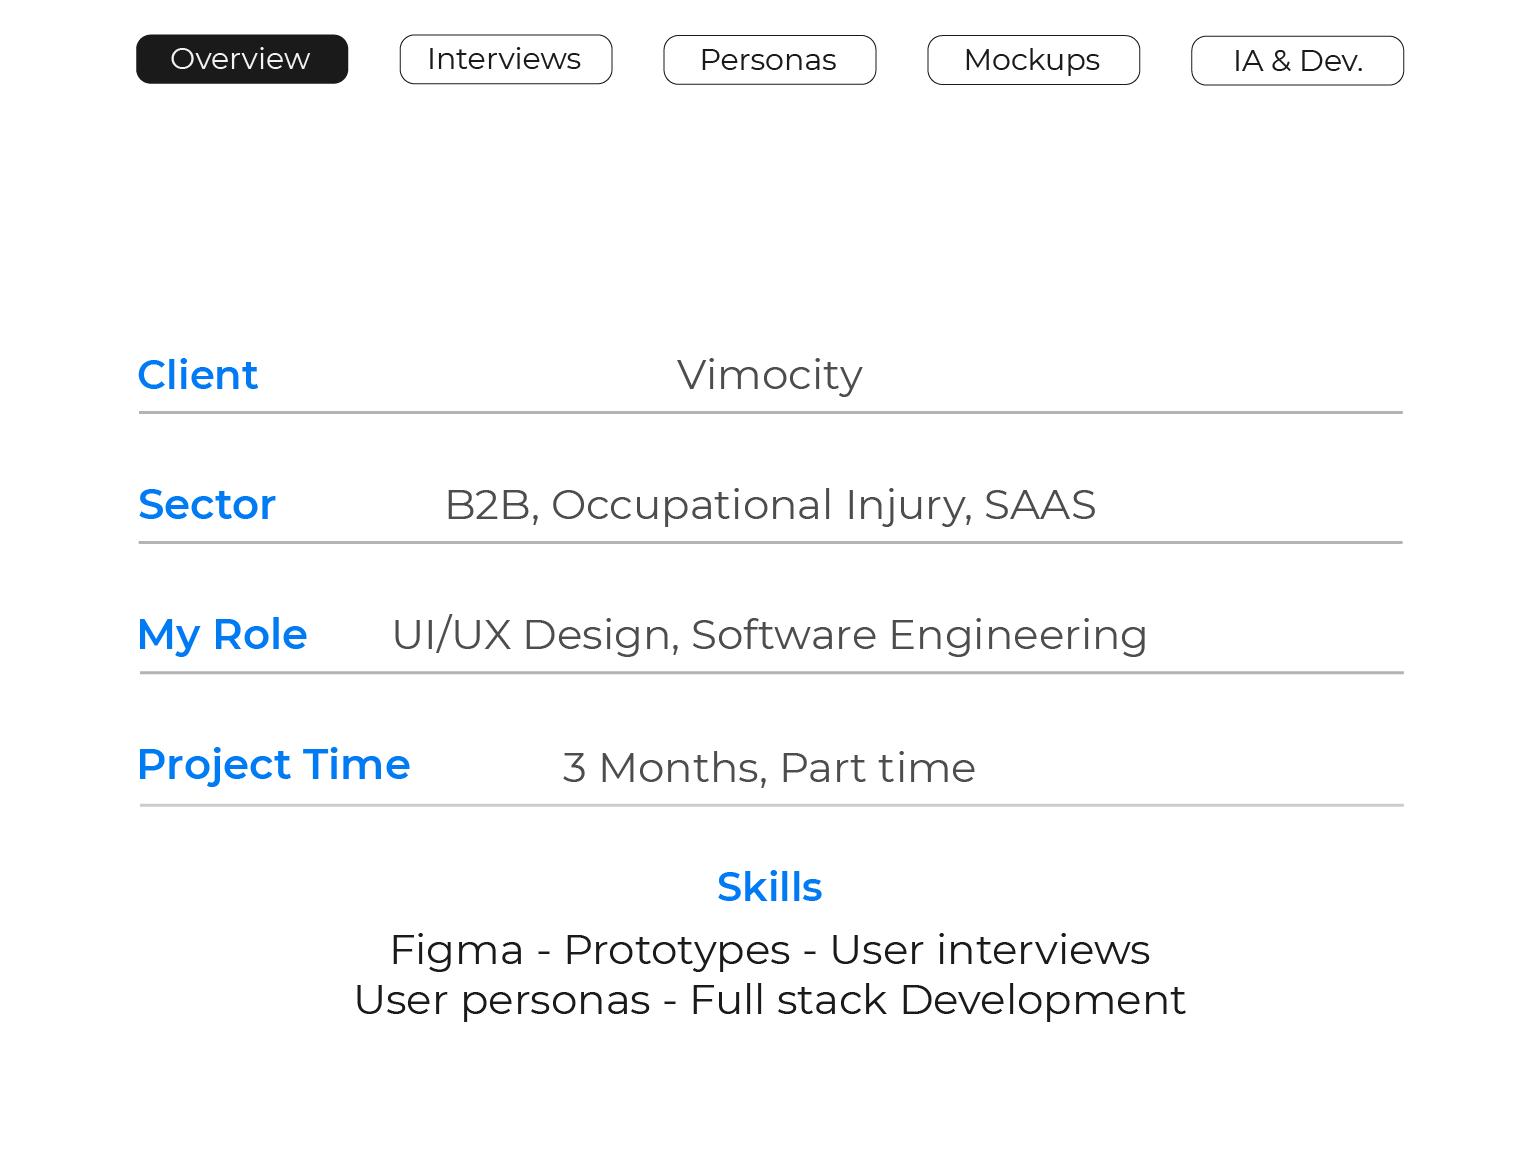 Overview Interviews Personas Mockups IA & Dev.
Client Vimocity
Sector B2B, Occupational Injury, SAAS
My Role UI/UX Design, Software Engineering
Project Time 3 Months, Part time
Skills
Figma - Prototypes - User interviews
User personas - Full stack Development